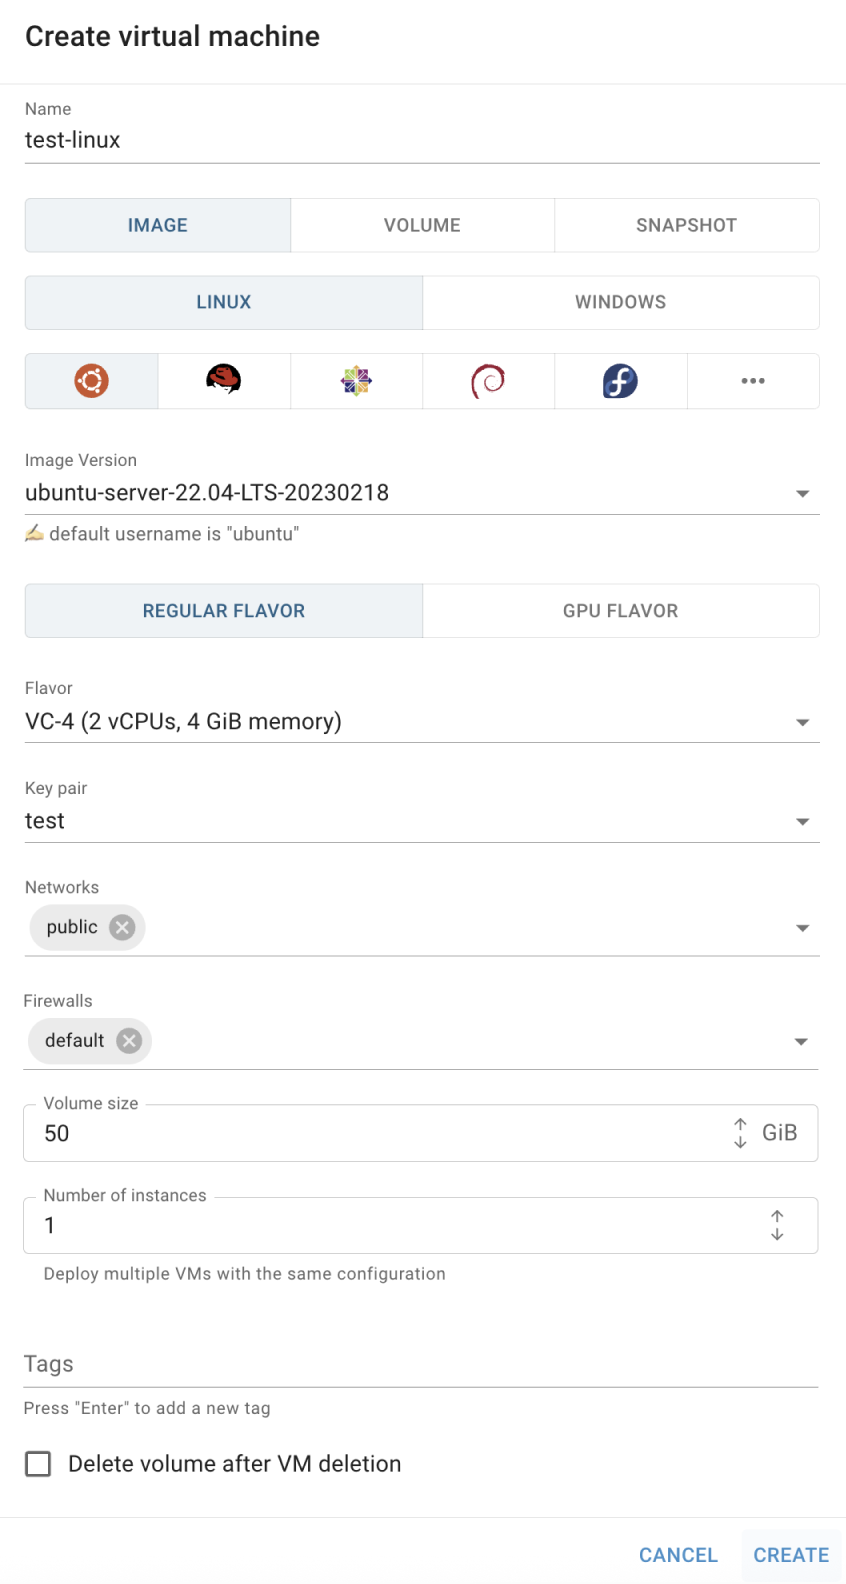 Create virtual machine
Name
test-linux
IMAGE VOLUME SNAPSHOT
LINUX WINDOWS
Image Version
ubuntu-server-22.04-LTS-20230218
✍ default username is "ubuntu"
REGULAR FLAVOR GPU FLAVOR
Flavor
VC-4 (2 vCPUs, 4 GiB memory)
Key pair
test
Networks
public
Firewalls
default
Volume size
50 GiB
Number of instances
1
Deploy multiple VMs with the same configuration
Tags
Press "Enter" to add a new tag
Delete volume after VM deletion
CANCEL CREATE